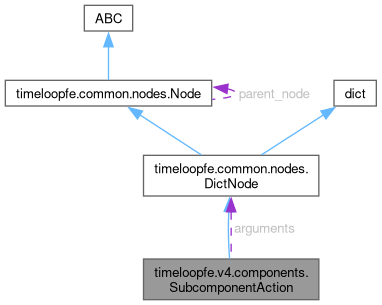 ABC
timeloopfe.common.nodes.Node
parent_node
dict
timeloopfe.common.nodes.
DictNode
arguments
timeloopfe.v4.components.
SubcomponentAction